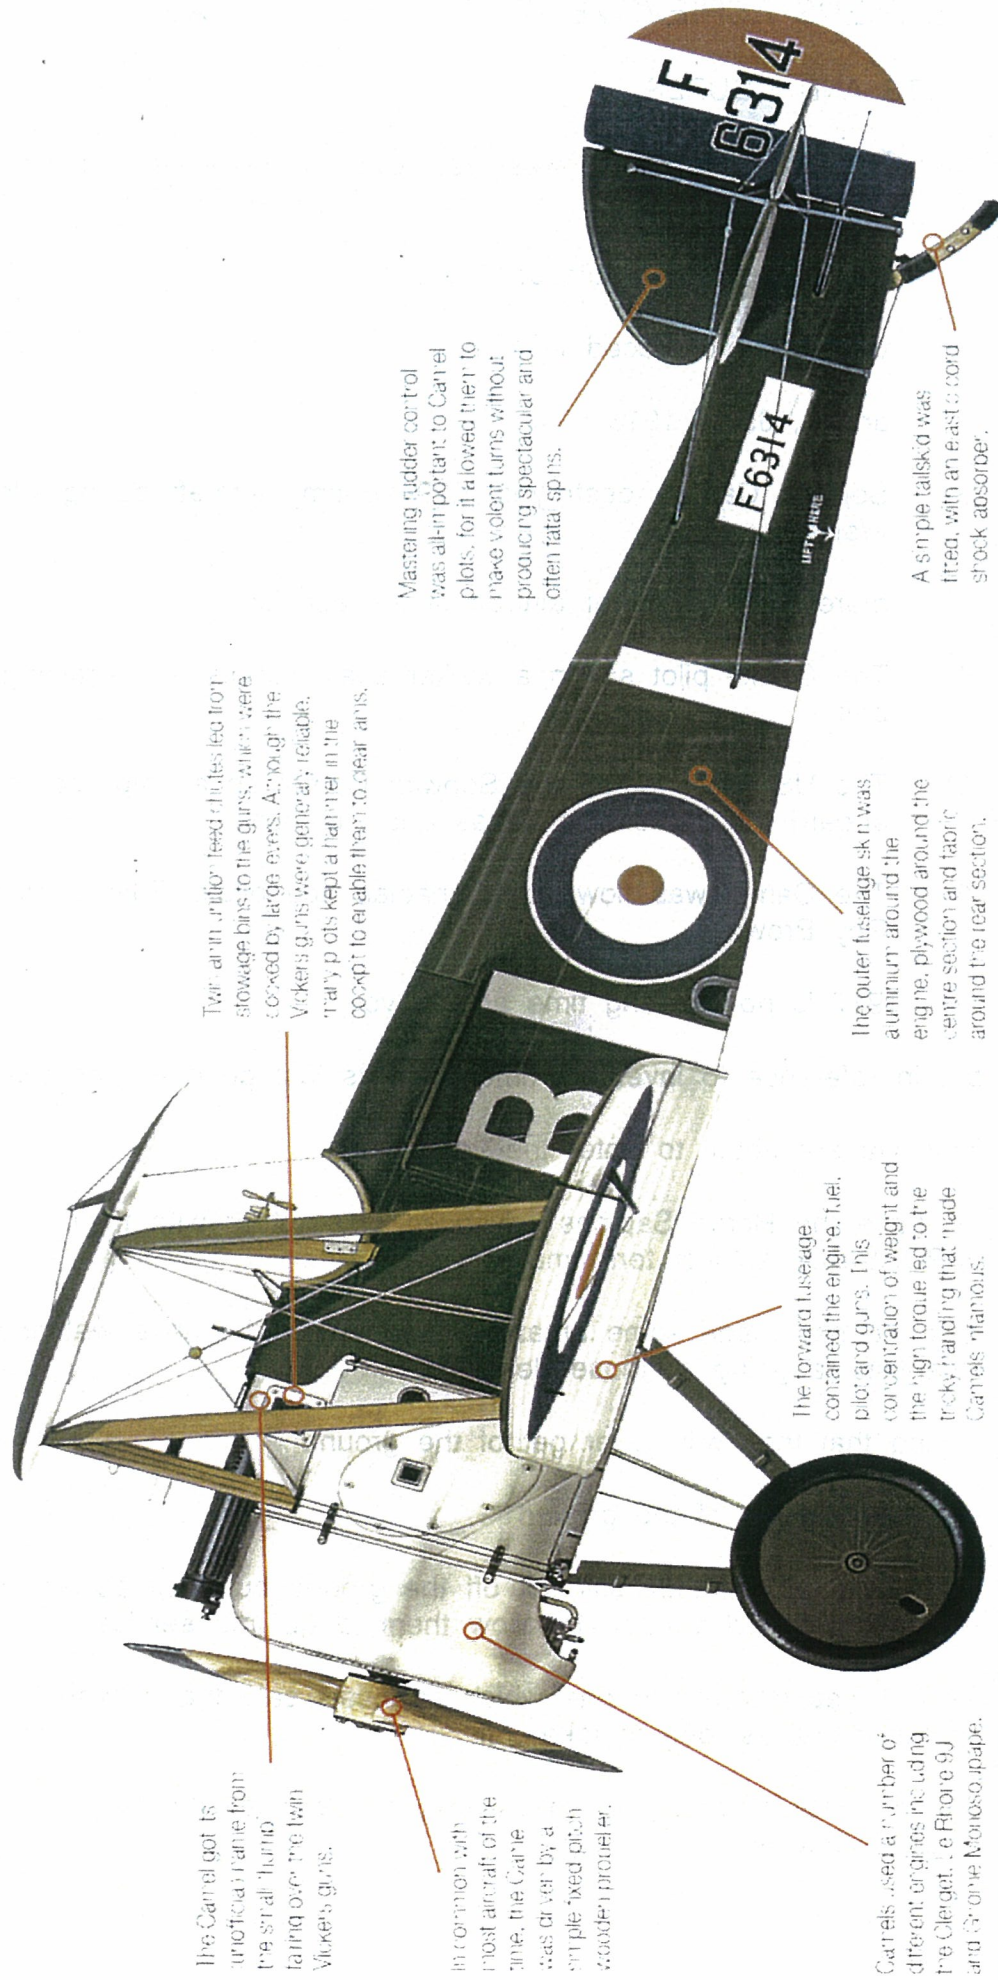 The Camel got its
unofficial name from
the small 'hump'
fairing over the twin
Vickers guns.
In common with
most aircraft of the
time, the Camel
was driven by a
simple fixed pitch
wooden propeller.
Camels used a number of
different engines including
the Clerget, Le Rhone 9J
and Gnome Monosoupape.
Twin ammunition feed chutes led from
stowage bins to the guns, which were
cocked by large levers. Although the
Vickers guns were generally reliable,
many pilots kept a hammer in the
cockpit to enable them to clear jams.
The forward fuselage
contained the engine, fuel,
pilot and guns. This
concentration of weight and
the high torque led to the
tricky handling that made
Camels infamous.
Mastering rudder control
was all-important to Camel
pilots, for it allowed them to
make violent turns without
producing spectacular and
often fatal spins.
The outer fuselage skin was
aluminium around the
engine, plywood around the
centre section and fabric
around the rear section.
A simple tailskid was
fitted, with an elastic cord
shock absorber.
B
F6314
LIFT HERE
F
6314